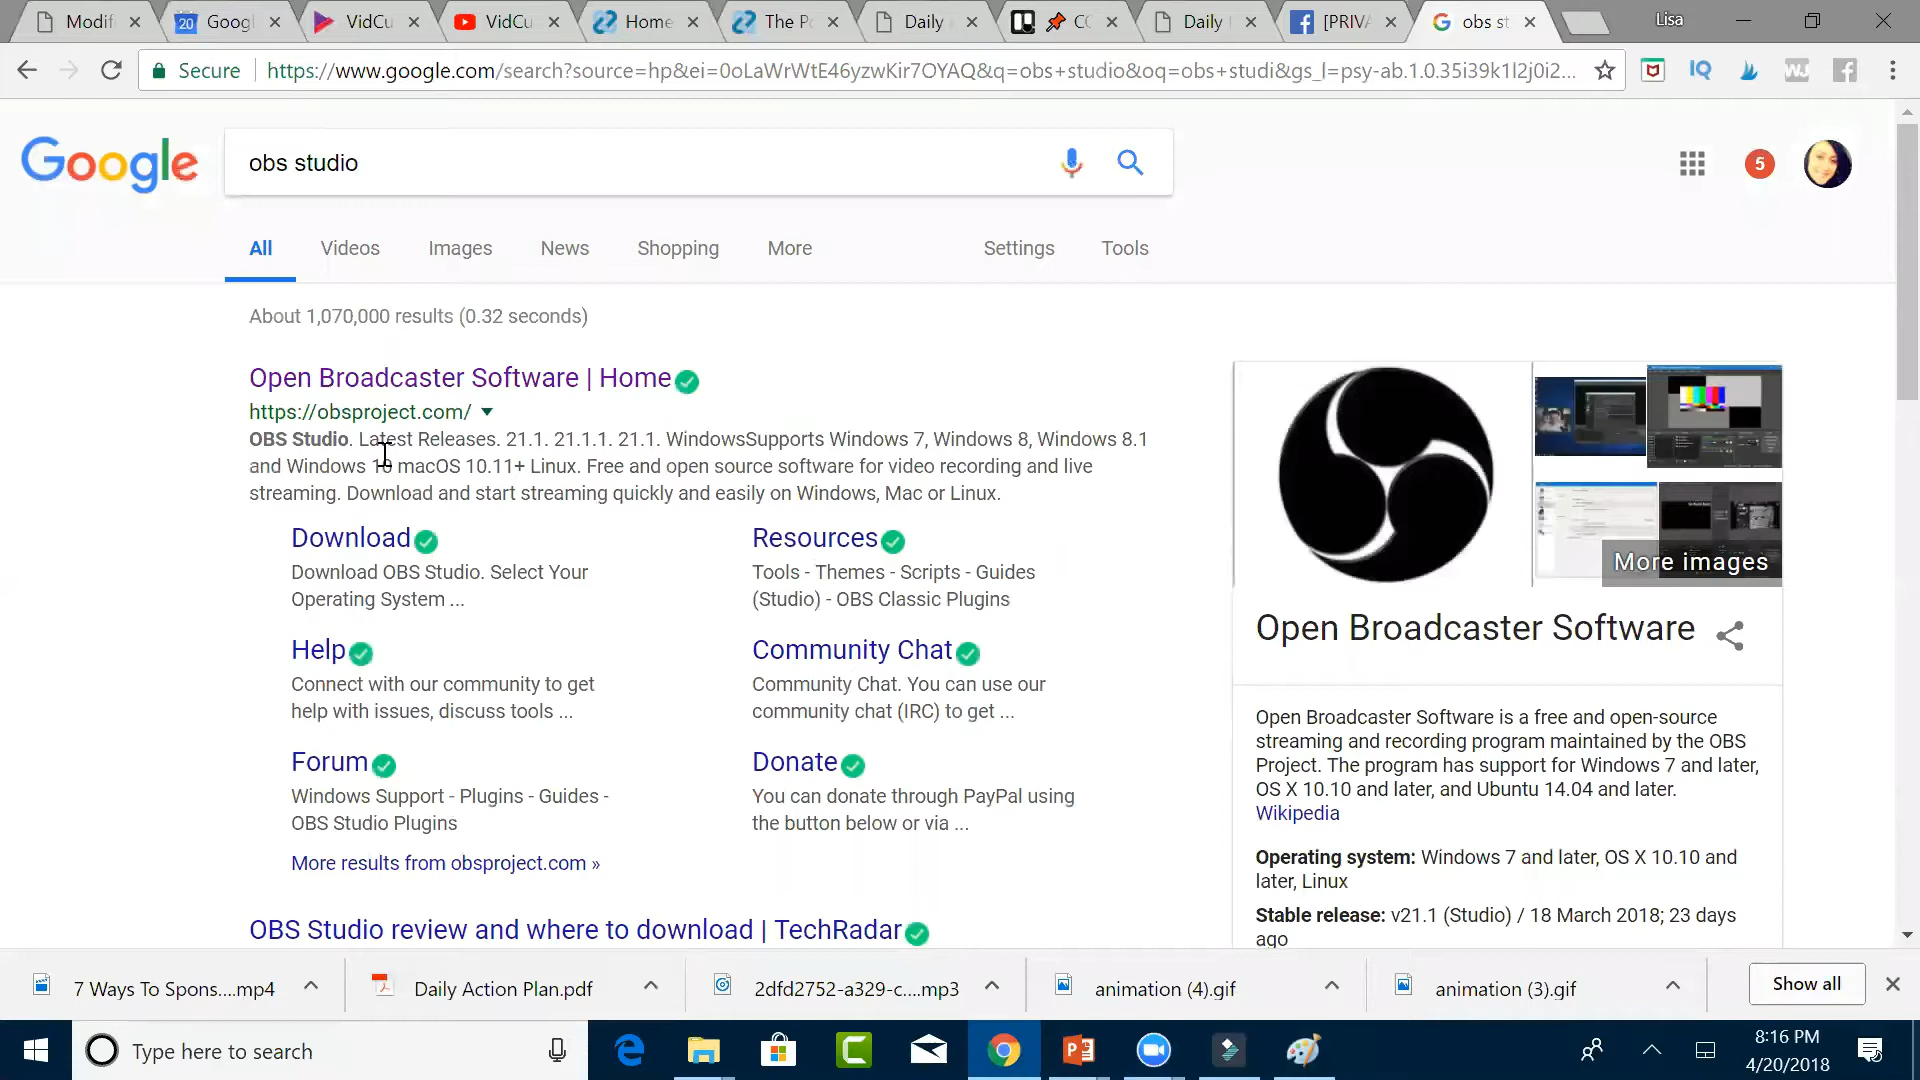 Modifi
20 Googl
VidCu
VidCu
Home
The Po
Daily
CC
Daily
[PRIVA
obs st
Lisa
Secure
https://www.google.com/search?source=hp&ei=0oLaWrWtE46yzwKir7OYAQ&q=obs+studio&oq=obs+studi&gs_l=psy-ab.1.0.35i39k1l2j0i2...
IQ
WJ
Google
obs studio
5
All
Videos
Images
News
Shopping
More
Settings
Tools
About 1,070,000 results (0.32 seconds)
Open Broadcaster Software | Home
https://obsproject.com/
OBS Studio. Latest Releases. 21.1. 21.1.1. 21.1. WindowsSupports Windows 7, Windows 8, Windows 8.1
and Windows 10 macOS 10.11+ Linux. Free and open source software for video recording and live
streaming. Download and start streaming quickly and easily on Windows, Mac or Linux.
Download
Download OBS Studio. Select Your
Operating System ...
Resources
Tools - Themes - Scripts - Guides
(Studio) - OBS Classic Plugins
Help
Connect with our community to get
help with issues, discuss tools ...
Community Chat
Community Chat. You can use our
community chat (IRC) to get ...
Forum
Windows Support - Plugins - Guides -
OBS Studio Plugins
Donate
You can donate through PayPal using
the button below or via ...
More results from obsproject.com »
OBS Studio review and where to download | TechRadar
More images
Open Broadcaster Software
Open Broadcaster Software is a free and open-source
streaming and recording program maintained by the OBS
Project. The program has support for Windows 7 and later,
OS X 10.10 and later, and Ubuntu 14.04 and later.
Wikipedia
Operating system: Windows 7 and later, OS X 10.10 and
later, Linux
Stable release: v21.1 (Studio) / 18 March 2018; 23 days
ago
7 Ways To Spons....mp4
Daily Action Plan.pdf
2dfd2752-a329-c....mp3
animation (4).gif
animation (3).gif
Show all
Type here to search
8:16 PM
4/20/2018